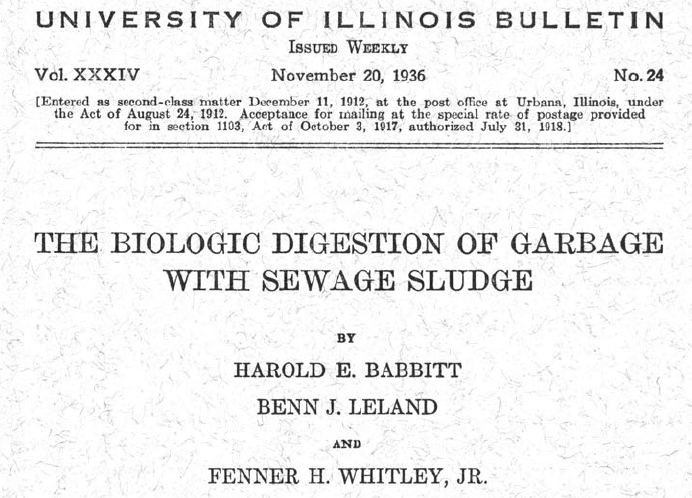 UNIVERSITY OF ILLINOIS BULLETIN
ISSUED WEEKLY
Vol. XXXIV November 20, 1936 No. 24
[Entered as second-class matter December 11, 1912, at the post office at Urbana, Illinois, under
the Act of August 24, 1912. Acceptance for mailing at the special rate of postage provided
for in section 1103, Act of October 3, 1917, authorized July 31, 1918.]
THE BIOLOGIC DIGESTION OF GARBAGE
WITH SEWAGE SLUDGE
BY
HAROLD E. BABBITT
BENN J. LELAND
AND
FENNER H. WHITLEY, JR.